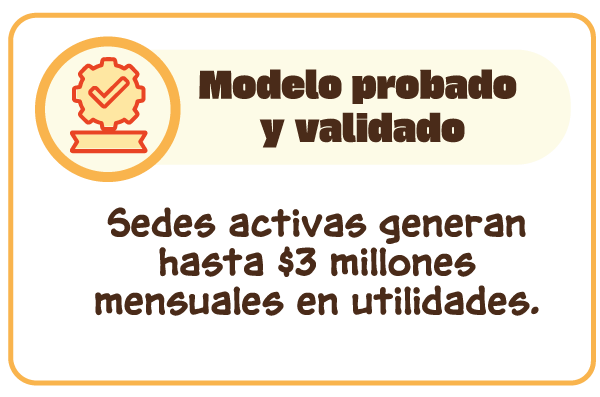 Modelo probado
y validado
Sedes activas generan
hasta $3 millones
mensuales en utilidades.